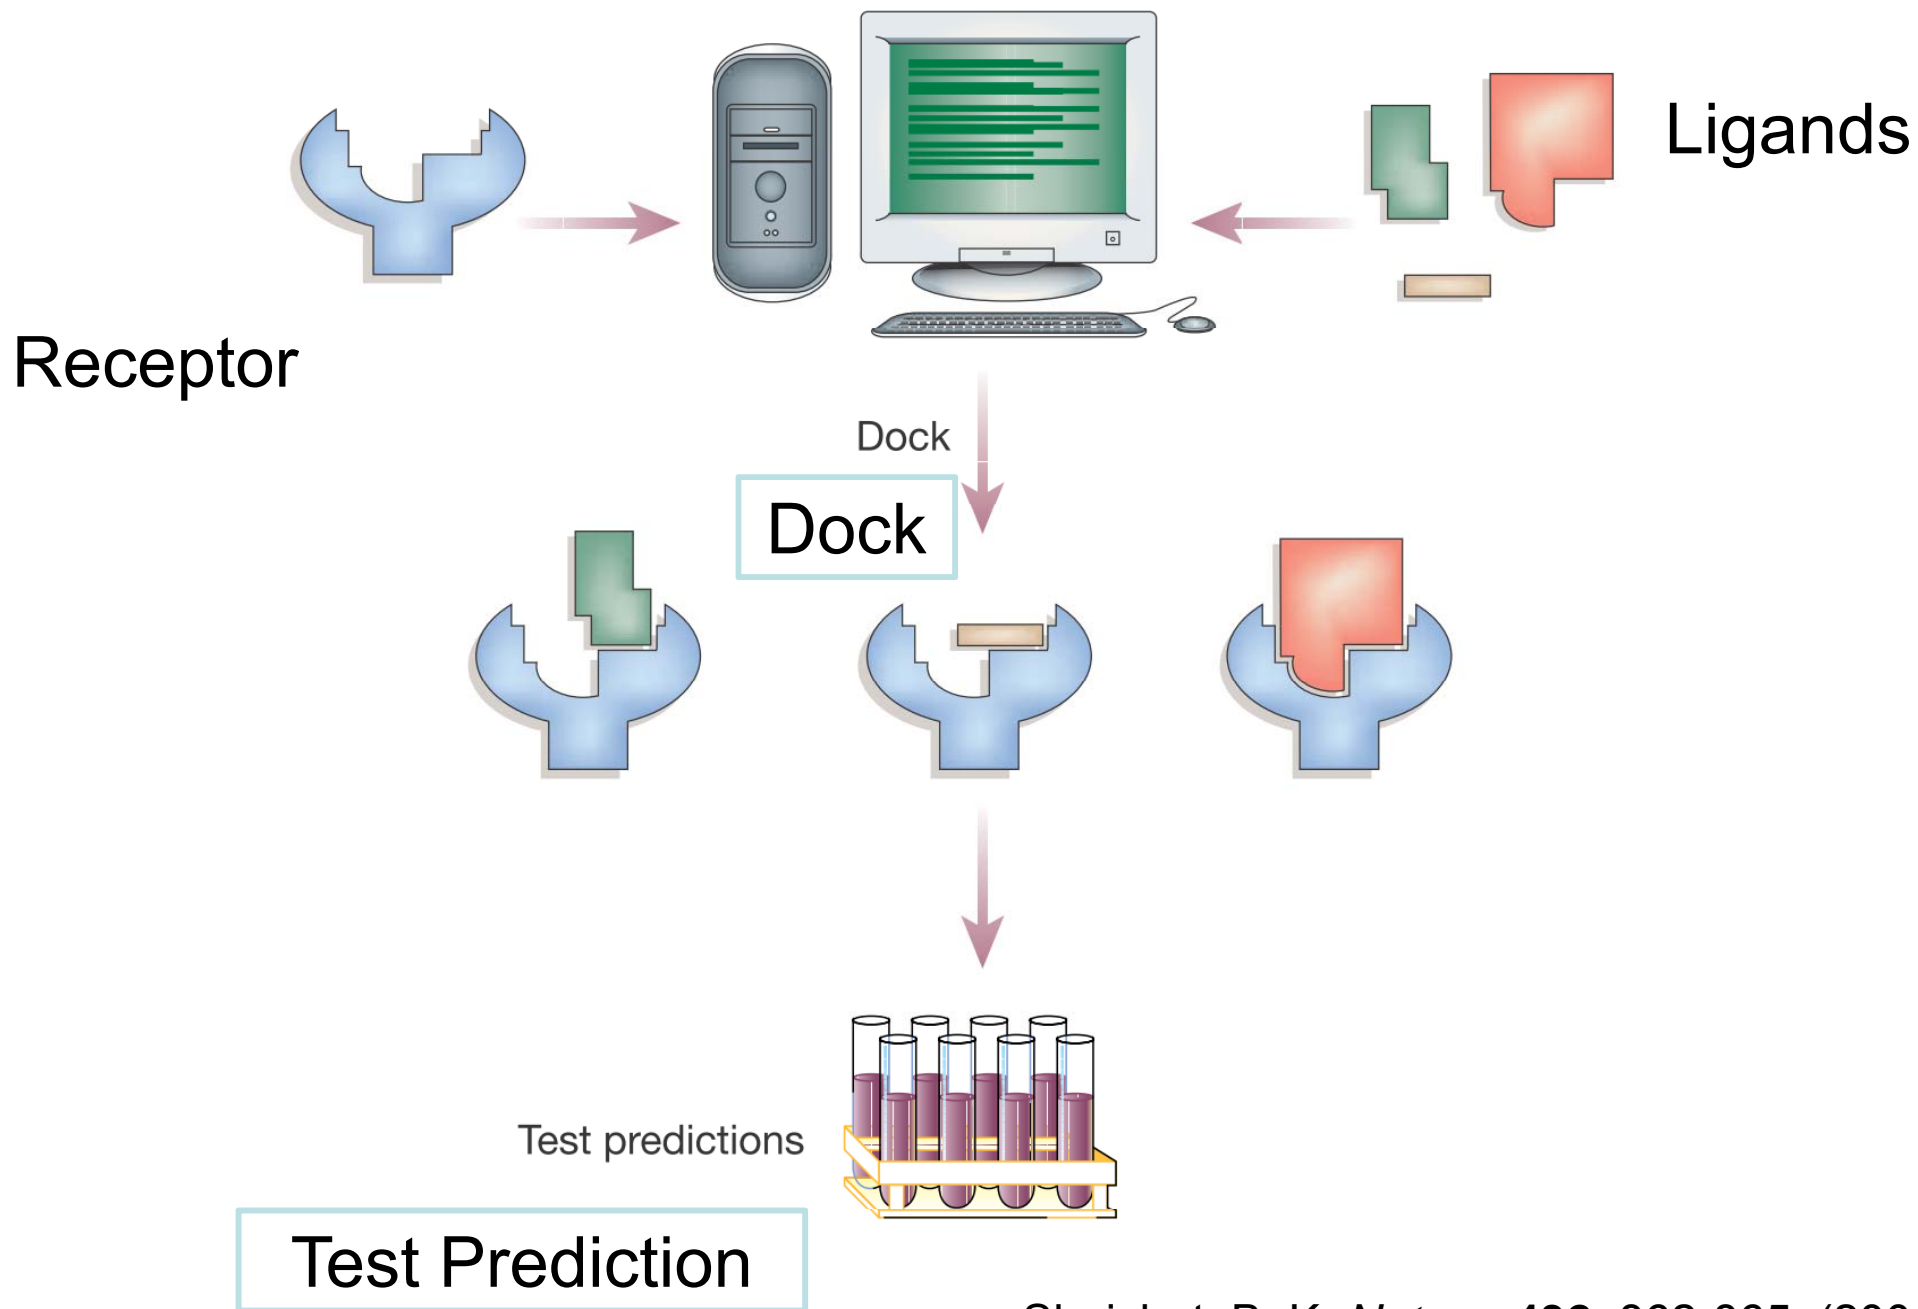 Ligands
Receptor
Dock
Dock
Test predictions
Test Prediction